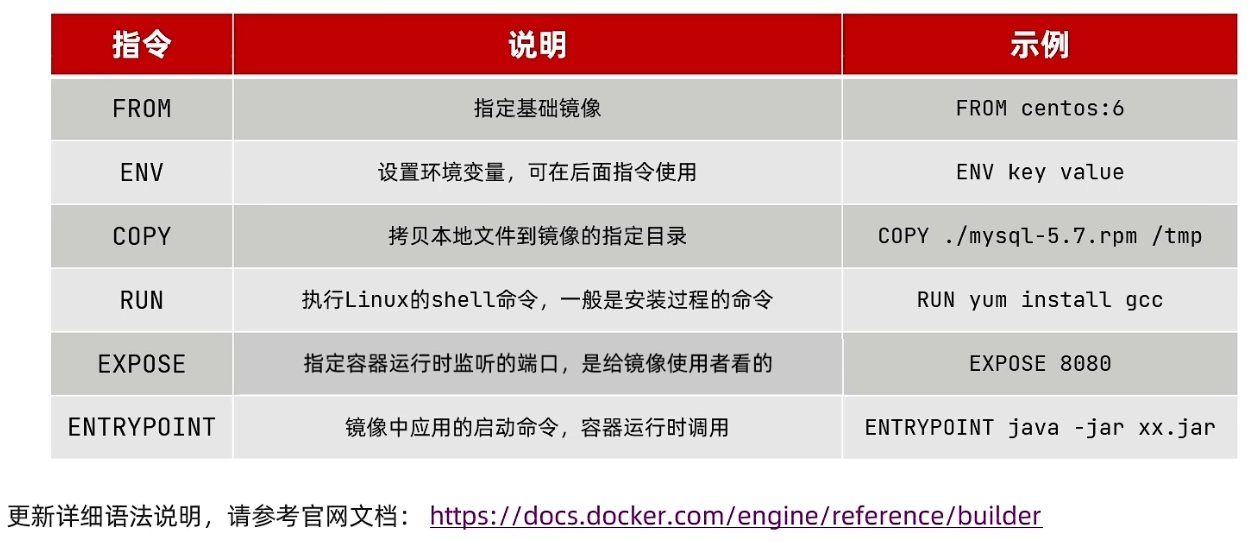 指令 说明 示例
FROM 指定基础镜像 FROM centos:6
ENV 设置环境变量，可在后面指令使用 ENV key value
COPY 拷贝本地文件到镜像的指定目录 COPY ./mysql-5.7.rpm /tmp
RUN 执行Linux的shell命令，一般是安装过程的命令 RUN yum install gcc
EXPOSE 指定容器运行时监听的端口，是给镜像使用者看的 EXPOSE 8080
ENTRYPOINT 镜像中应用的启动命令，容器运行时调用 ENTRYPOINT java -jar xx.jar
更新详细语法说明，请参考官网文档： https://docs.docker.com/engine/reference/builder